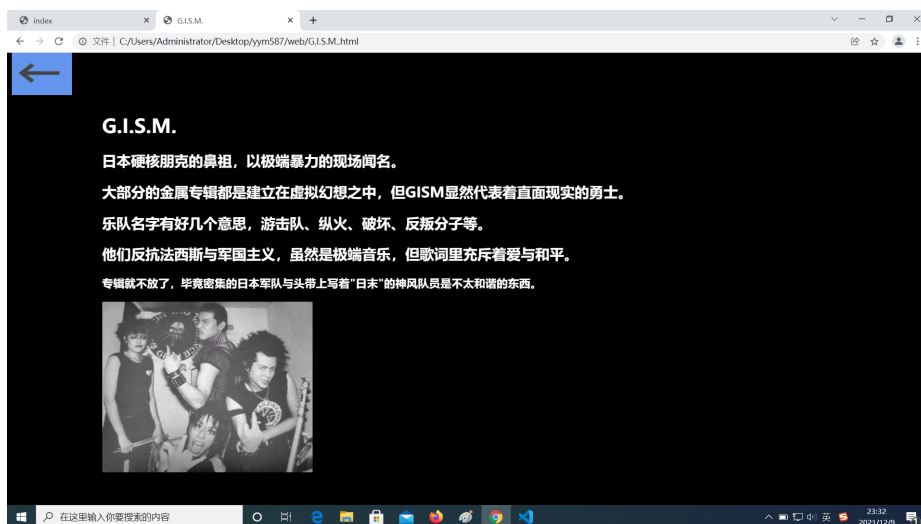 index
G.I.S.M.
文件 | C:/Users/Administrator/Desktop/yym587/web/G.I.S.M..html
G.I.S.M.
日本硬核朋克的鼻祖，以极端暴力的现场闻名。
大部分的金属专辑都是建立在虚拟幻想之中，但GISM显然代表着直面现实的勇士。
乐队名字有好几个意思，游击队、纵火、破坏、反叛分子等。
他们反抗法西斯与军国主义，虽然是极端音乐，但歌词里充斥着爱与和平。
专辑就不放了，毕竟密集的日本军队与头带上写着"日末"的神风队员是不太和谐的东西。
在这里输入你要搜索的内容
英
23:32
2021/12/9